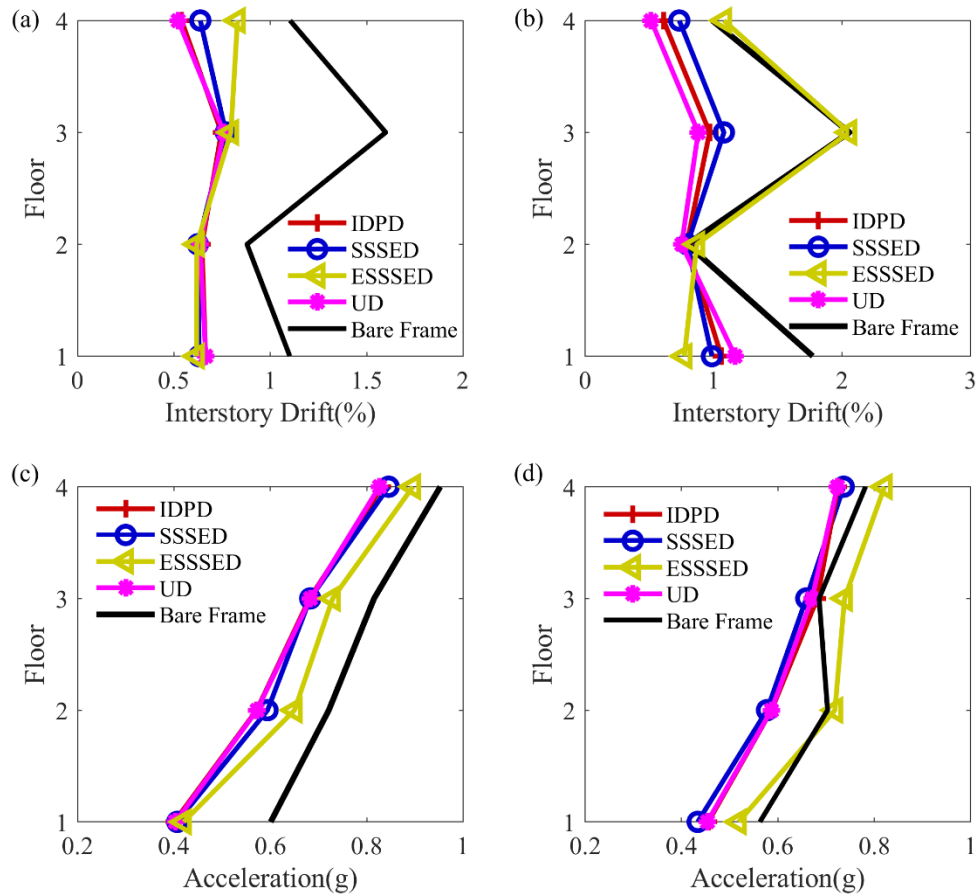 (a)
4
3
2
1
Floor
IDPD
SSSED
ESSSED
UD
Bare Frame
0 0.5 1 1.5 2
Interstory Drift(%)
(b)
4
3
2
1
Floor
IDPD
SSSED
ESSSED
UD
Bare Frame
0 1 2 3
Interstory Drift(%)
(c)
4
3
2
1
Floor
IDPD
SSSED
ESSSED
UD
Bare Frame
0.2 0.4 0.6 0.8 1
Acceleration(g)
(d)
4
3
2
1
Floor
IDPD
SSSED
ESSSED
UD
Bare Frame
0.2 0.4 0.6 0.8 1
Acceleration(g)